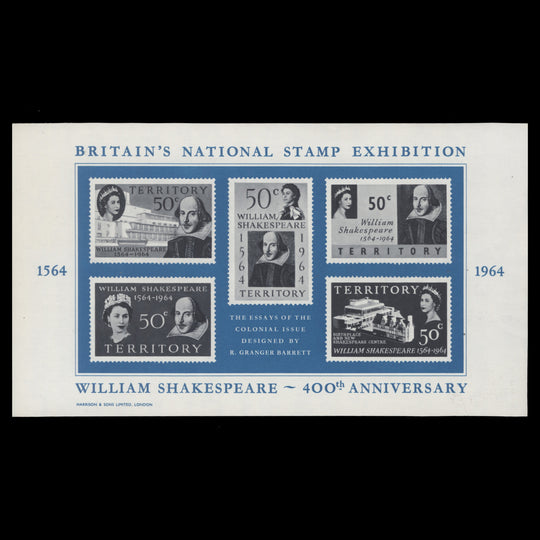 BRITAIN'S NATIONAL STAMP EXHIBITION
TERRITORY
50c
WILLIAM SHAKESPEARE
1564-1964
50c
WILLIAM
SHAKESPEARE
1564
1964
TERRITORY
50c
William
Shakespeare
1564-1964
TERRITORY
1564
1964
WILLIAM SHAKESPEARE
1564-1964
50c
TERRITORY
THE ESSAYS OF THE
COLONIAL ISSUE
DESIGNED BY
R. GRANGER BARRETT
TERRITORY
50c
BIRTHPLACE AND NEW
SHAKESPEARE CENTRE
WILLIAM SHAKESPEARE 1564-1964
WILLIAM SHAKESPEARE ~ 400th ANNIVERSARY
HARRISON & SONS LIMITED, LONDON